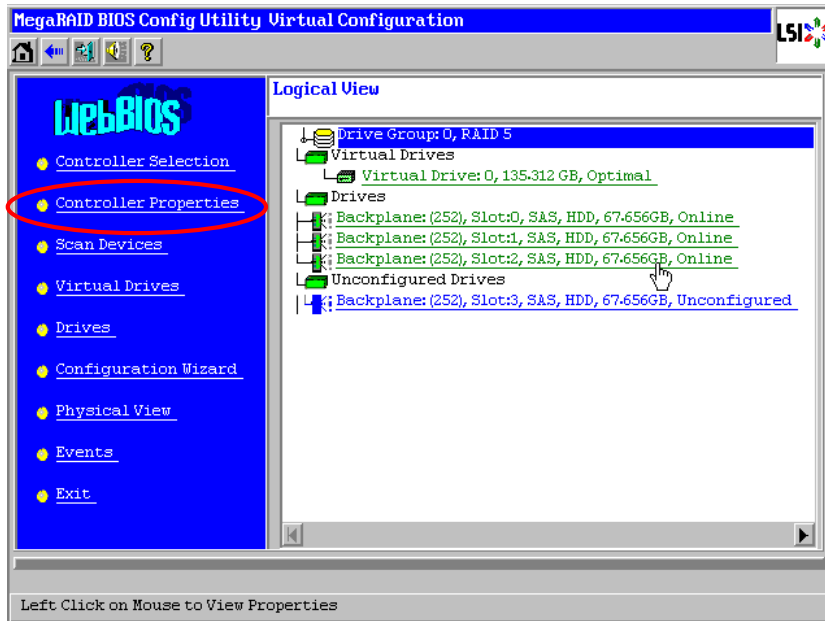 MegaRAID BIOS Config Utility Virtual Configuration
LSI
?
WebBIOS
Controller Selection
Controller Properties
Scan Devices
Virtual Drives
Drives
Configuration Wizard
Physical View
Events
Exit
Logical View
Drive Group: 0, RAID 5
Virtual Drives
Virtual Drive: 0, 135.312 GB, Optimal
Drives
Backplane: (252), Slot:0, SAS, HDD, 67.656GB, Online
Backplane: (252), Slot:1, SAS, HDD, 67.656GB, Online
Backplane: (252), Slot:2, SAS, HDD, 67.656GB, Online
Unconfigured Drives
Backplane: (252), Slot:3, SAS, HDD, 67.656GB, Unconfigured
Left Click on Mouse to View Properties